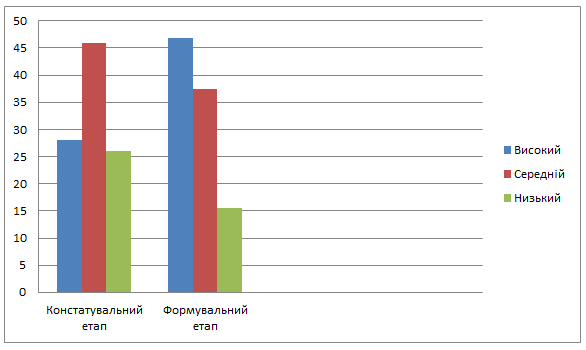 50
45
40
35
30
25
20
15
10
5
0
Констатувальний
етап
Формувальний
етап
Високий
Середній
Низький